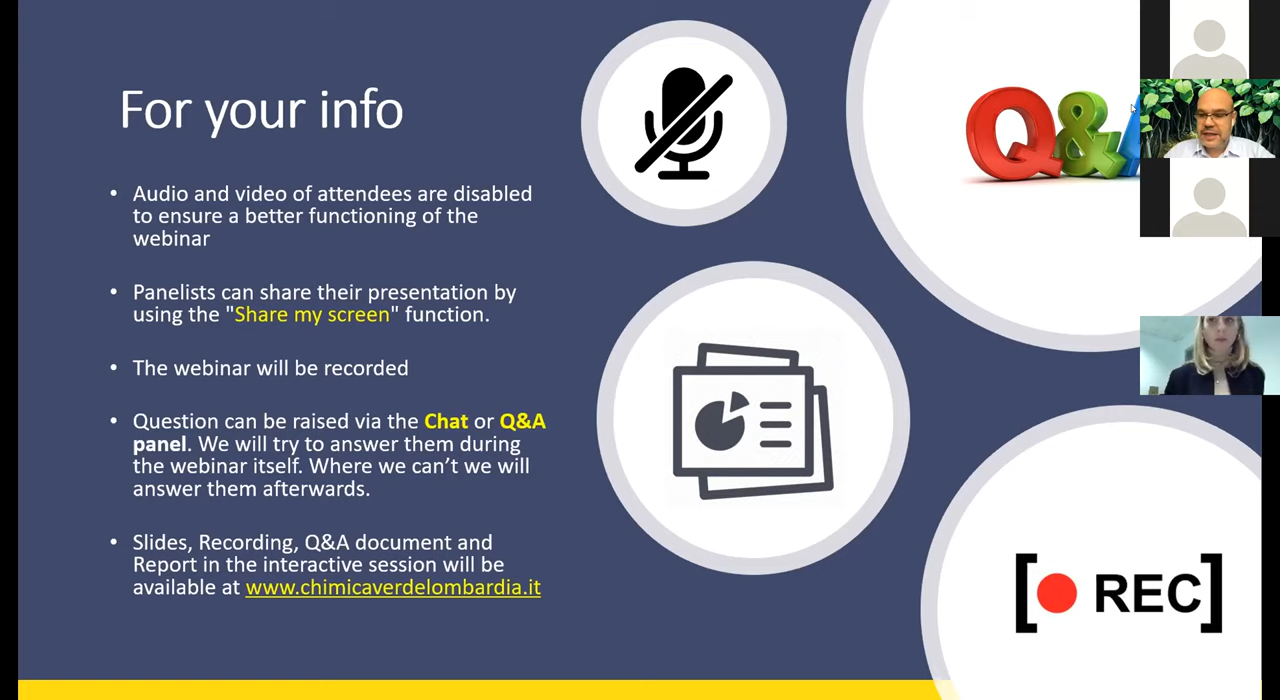 For your info
• Audio and video of attendees are disabled
to ensure a better functioning of the
webinar
• Panelists can share their presentation by
using the "Share my screen" function.
• The webinar will be recorded
• Question can be raised via the Chat or Q&A
panel. We will try to answer them during
the webinar itself. Where we can’t we will
answer them afterwards.
• Slides, Recording, Q&A document and
Report in the interactive session will be
available at www.chimicaverdelombardia.it
Q&A
[REC]